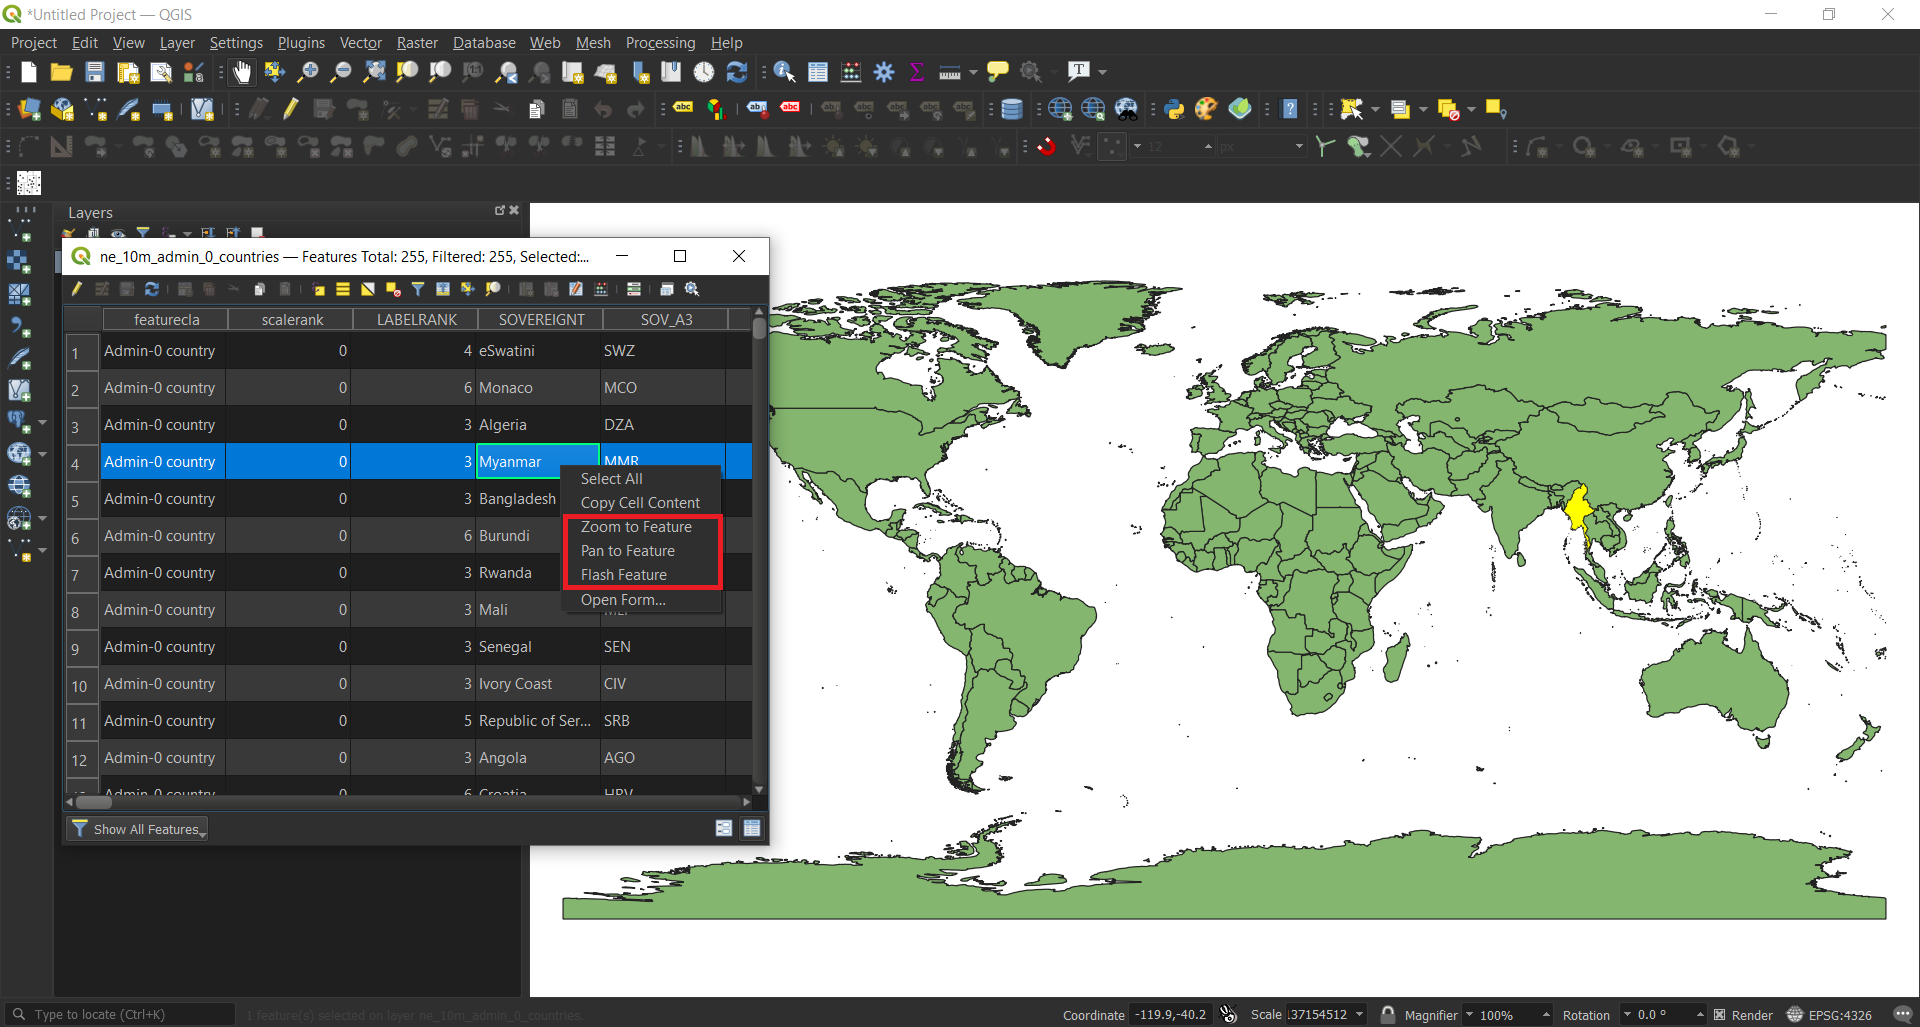 *Untitled Project — QGIS
Project Edit View Layer Settings Plugins Vector Raster Database Web Mesh Processing Help
12 px
Layers
ne_10m_admin_0_countries — Features Total: 255, Filtered: 255, Selected:...
featurecla scalerank LABELRANK SOVEREIGNT SOV_A3
1 Admin-0 country 0 4 eSwatini SWZ
2 Admin-0 country 0 6 Monaco MCO
3 Admin-0 country 0 3 Algeria DZA
4 Admin-0 country 0 3 Myanmar MMR
Select All
5 Admin-0 country 0 3 Bangladesh
Copy Cell Content
Zoom to Feature
6 Admin-0 country 0 6 Burundi
Pan to Feature
7 Admin-0 country 0 3 Rwanda
Flash Feature
Open Form...
8 Admin-0 country 0 3 Mali
9 Admin-0 country 0 3 Senegal SEN
10 Admin-0 country 0 3 Ivory Coast CIV
11 Admin-0 country 0 5 Republic of Ser... SRB
12 Admin-0 country 0 3 Angola AGO
Admin-0 country 0 6 Croatia HRV
Show All Features
Type to locate (Ctrl+K) 1 feature(s) selected on layer ne_10m_admin_0_countries. Coordinate -119.9,-40.2 Scale 137154512 Magnifier 100% Rotation 0.0 ° Render EPSG:4326